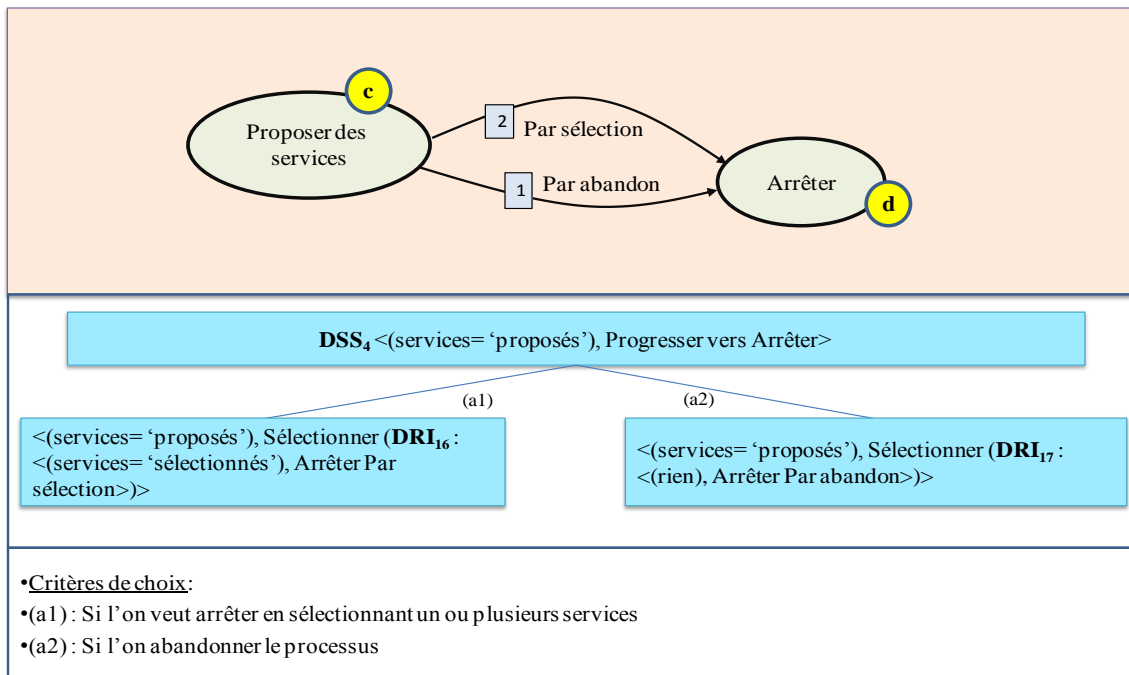 c
Proposer des
services
2
Par sélection
1
Par abandon
Arrêter
d
DSS4 <(services= ‘proposés’), Progresser vers Arrêter>
(a1)
(a2)
<(services= ‘proposés’), Sélectionner (DRI16 :
<(services= ‘sélectionnés’), Arrêter Par
sélection>)>
<(services= ‘proposés’), Sélectionner (DRI17 :
<(rien), Arrêter Par abandon>)>
•Critères de choix:
•(a1) : Si l’on veut arrêter en sélectionnant un ou plusieurs services
•(a2) : Si l’on abandonner le processus